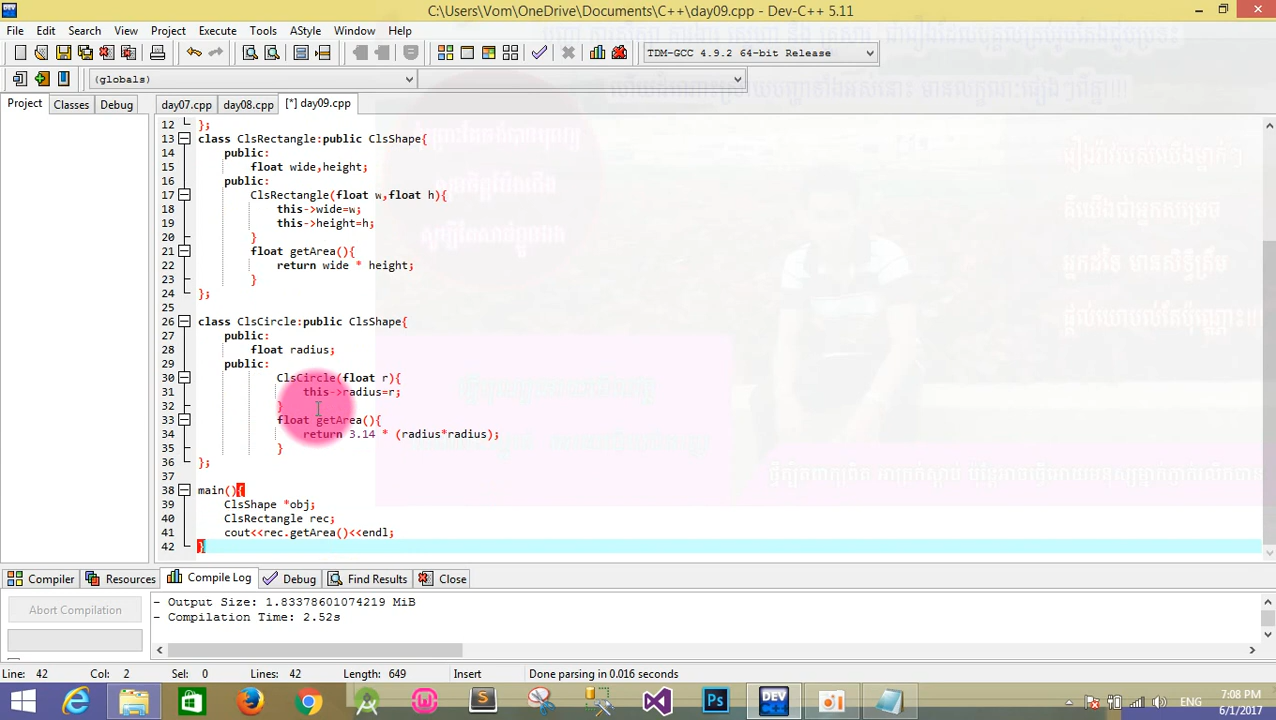 C:\Users\Vom\OneDrive\Documents\C++\day09.cpp - Dev-C++ 5.11
File Edit Search View Project Execute Tools AStyle Window Help
TDM-GCC 4.9.2 64-bit Release
(globals)
Project Classes Debug day07.cpp day08.cpp [*] day09.cpp
12 };
13 class ClsRectangle:public ClsShape{
14 public:
15 float wide,height;
16 public:
17 ClsRectangle(float w,float h){
18 this->wide=w;
19 this->height=h;
20 }
21 float getArea(){
22 return wide * height;
23 }
24 };
25
26 class ClsCircle:public ClsShape{
27 public:
28 float radius;
29 public:
30 ClsCircle(float r){
31 this->radius=r;
32 }
33 float getArea(){
34 return 3.14 * (radius*radius);
35 }
36 };
37
38 main(){
39 ClsShape *obj;
40 ClsRectangle rec;
41 cout<<rec.getArea()<<endl;
42 }
Compiler Resources Compile Log Debug Find Results Close
Abort Compilation
- Output Size: 1.83378601074219 MiB
- Compilation Time: 2.52s
Line: 42 Col: 2 Sel: 0 Lines: 42 Length: 649 Insert Done parsing in 0.016 seconds
ENG
7:08 PM
6/1/2017